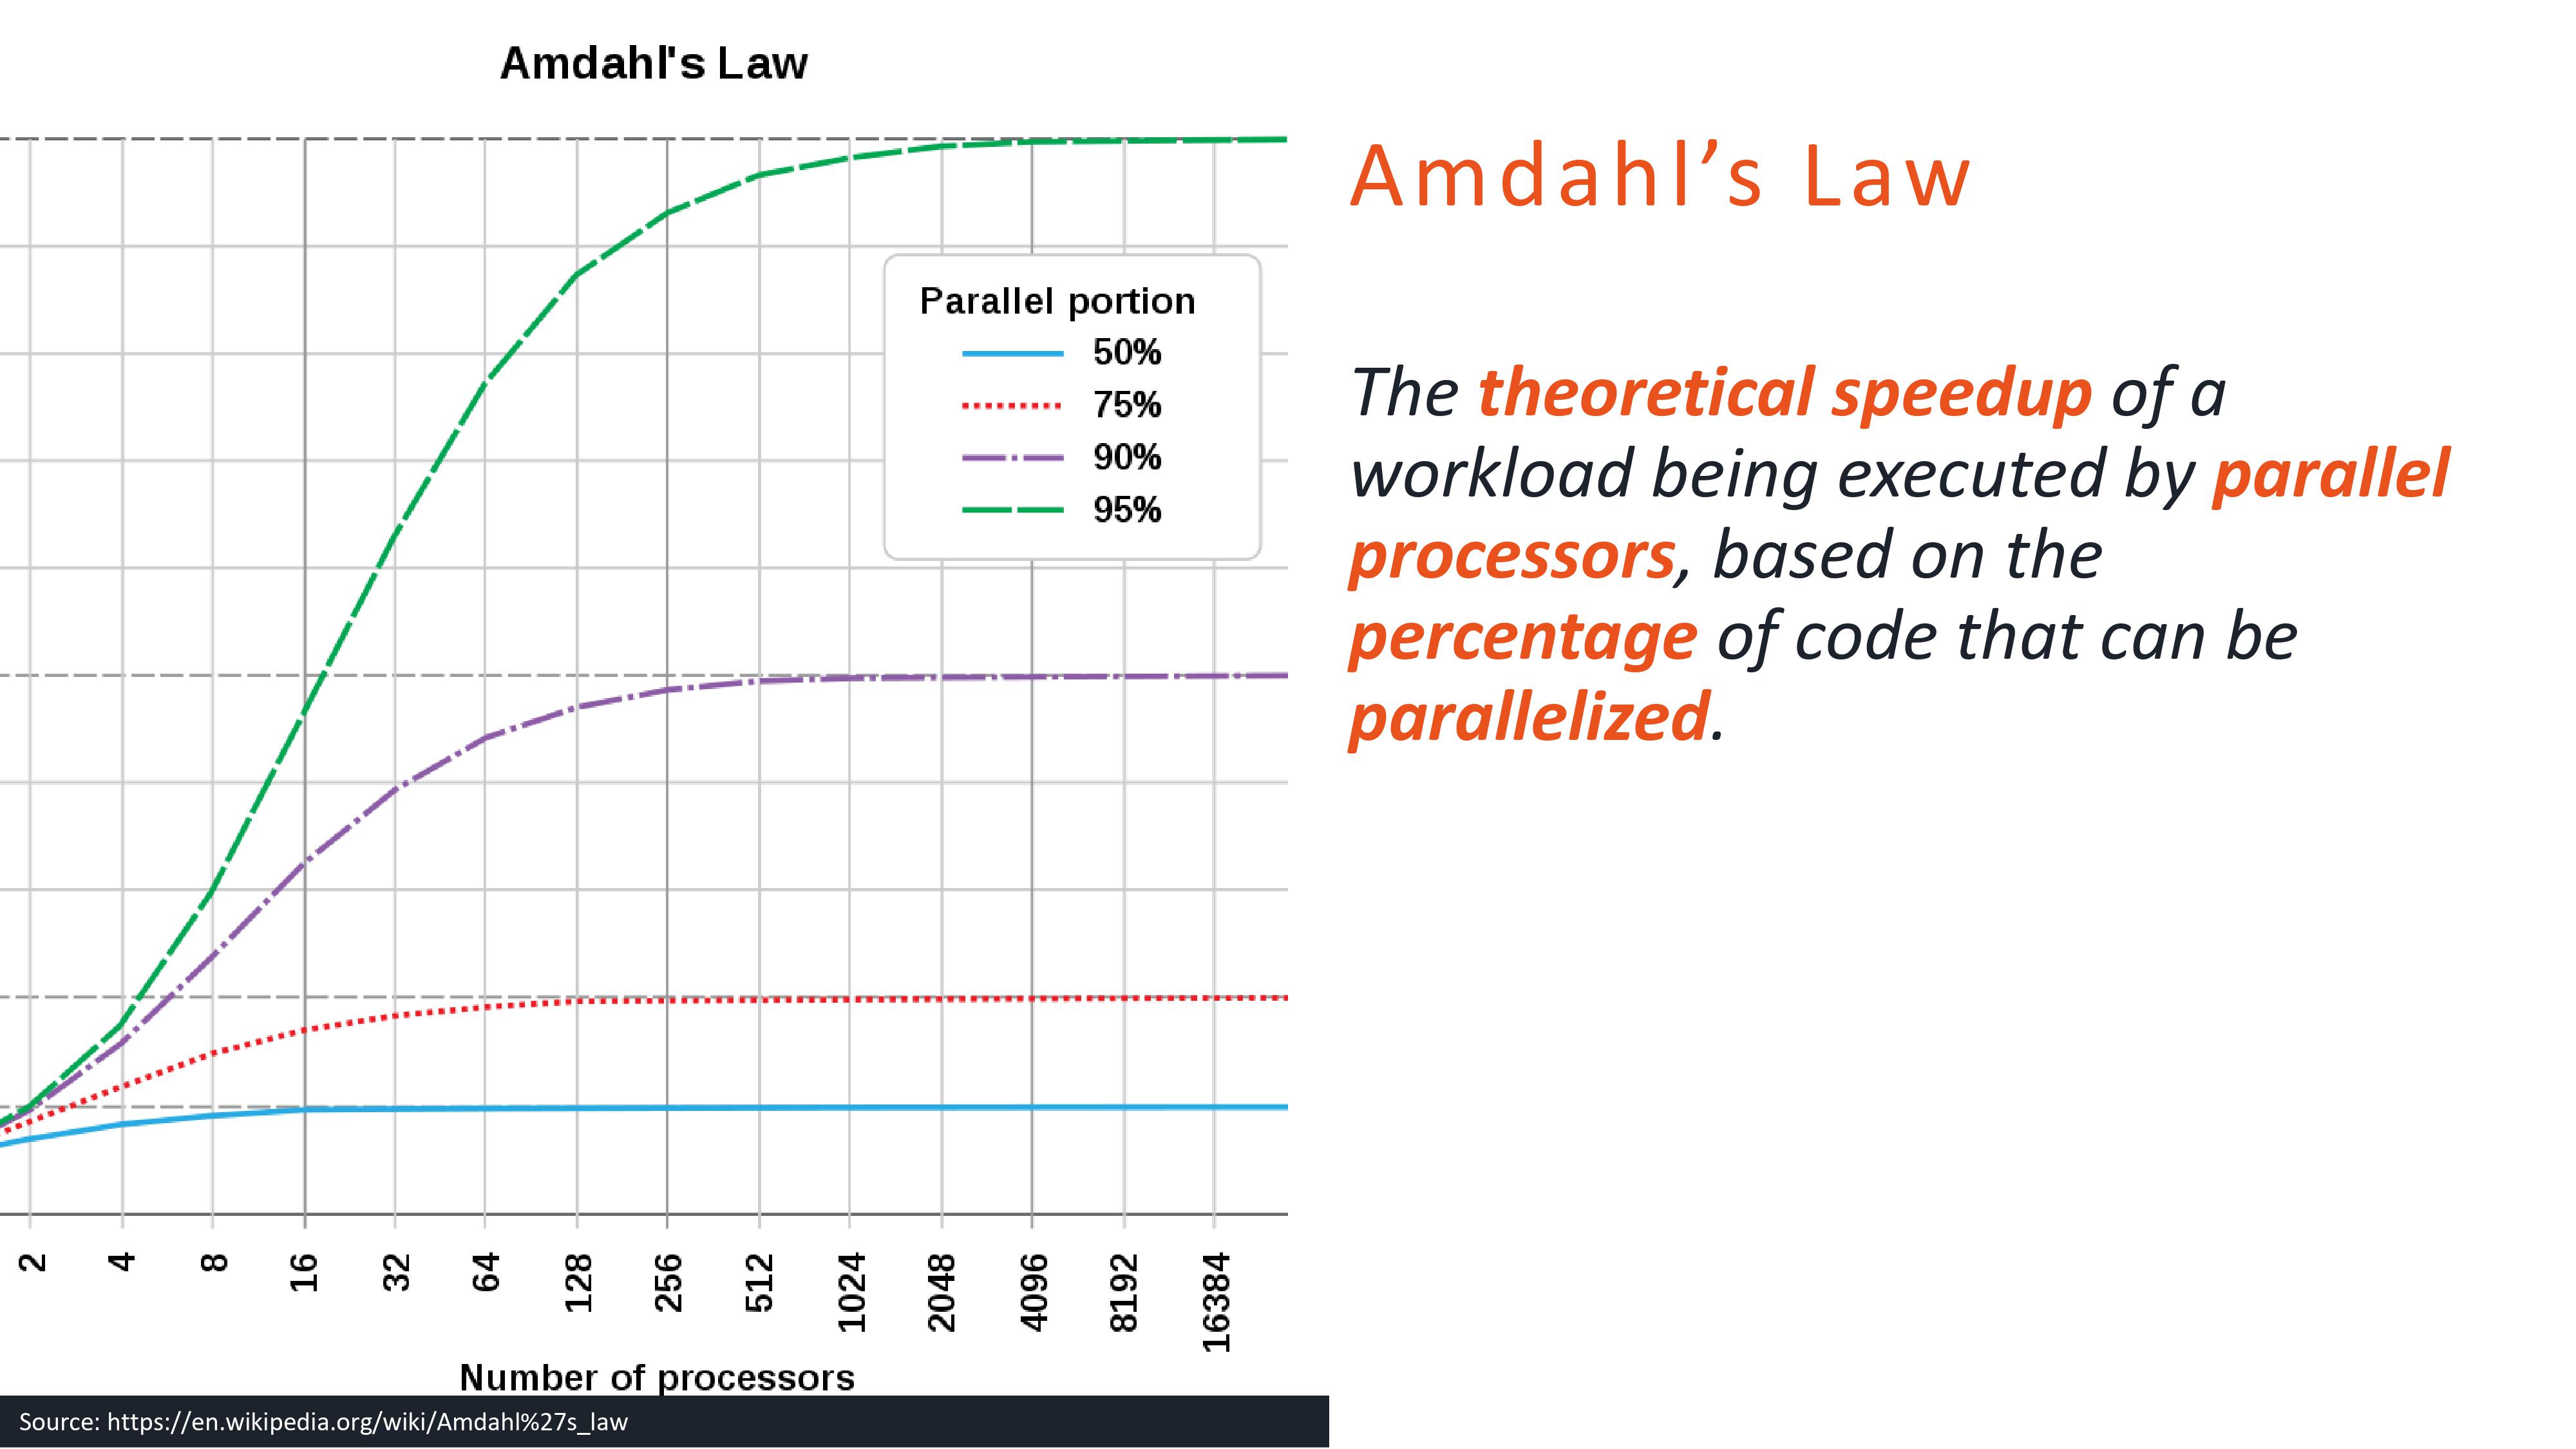 Amdahl's Law
Parallel portion
50%
75%
90%
95%
2
4
8
16
32
64
128
256
512
1024
2048
4096
8192
16384
Number of processors
Source: https://en.wikipedia.org/wiki/Amdahl%27s_law
Amdahl’s Law
The theoretical speedup of a
workload being executed by parallel
processors, based on the
percentage of code that can be
parallelized.